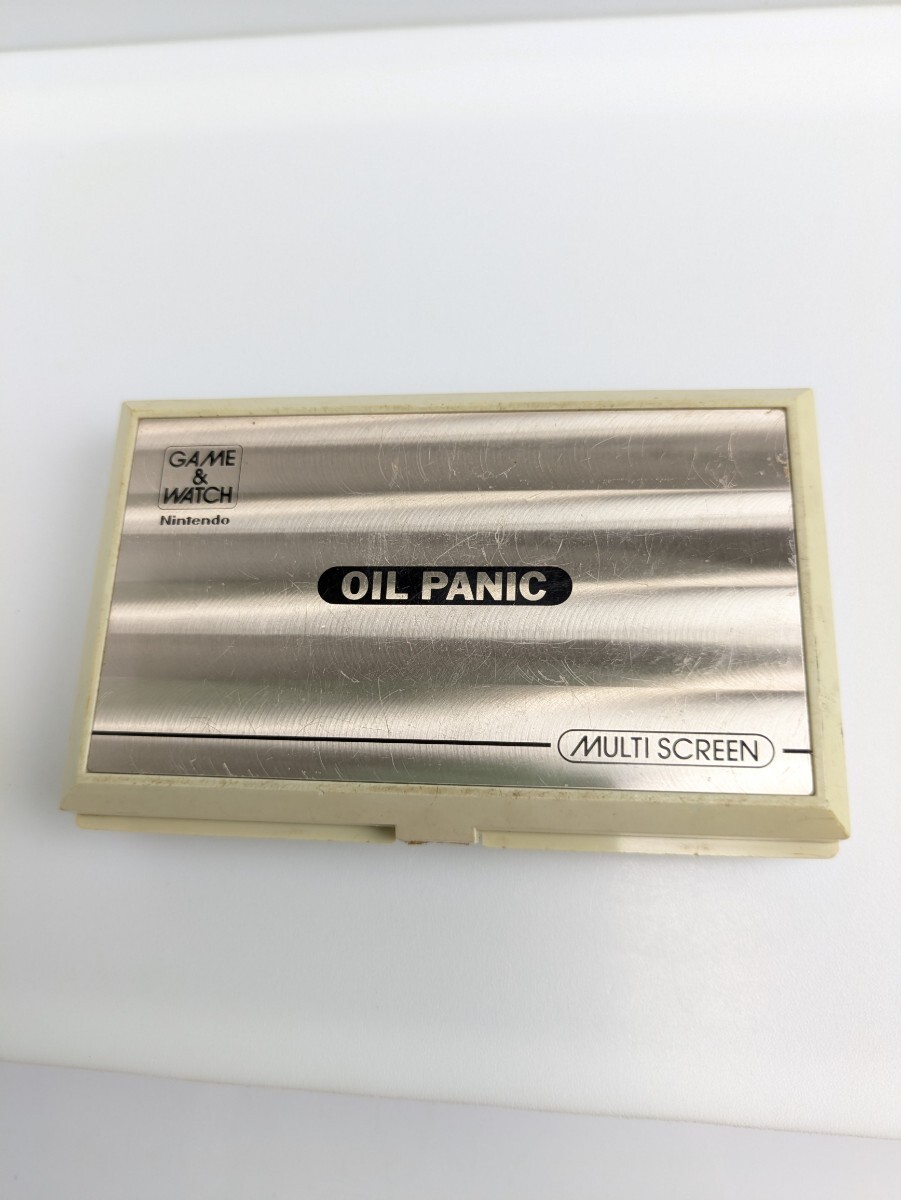 GAME
&
WATCH
Nintendo
OIL PANIC
MULTI SCREEN